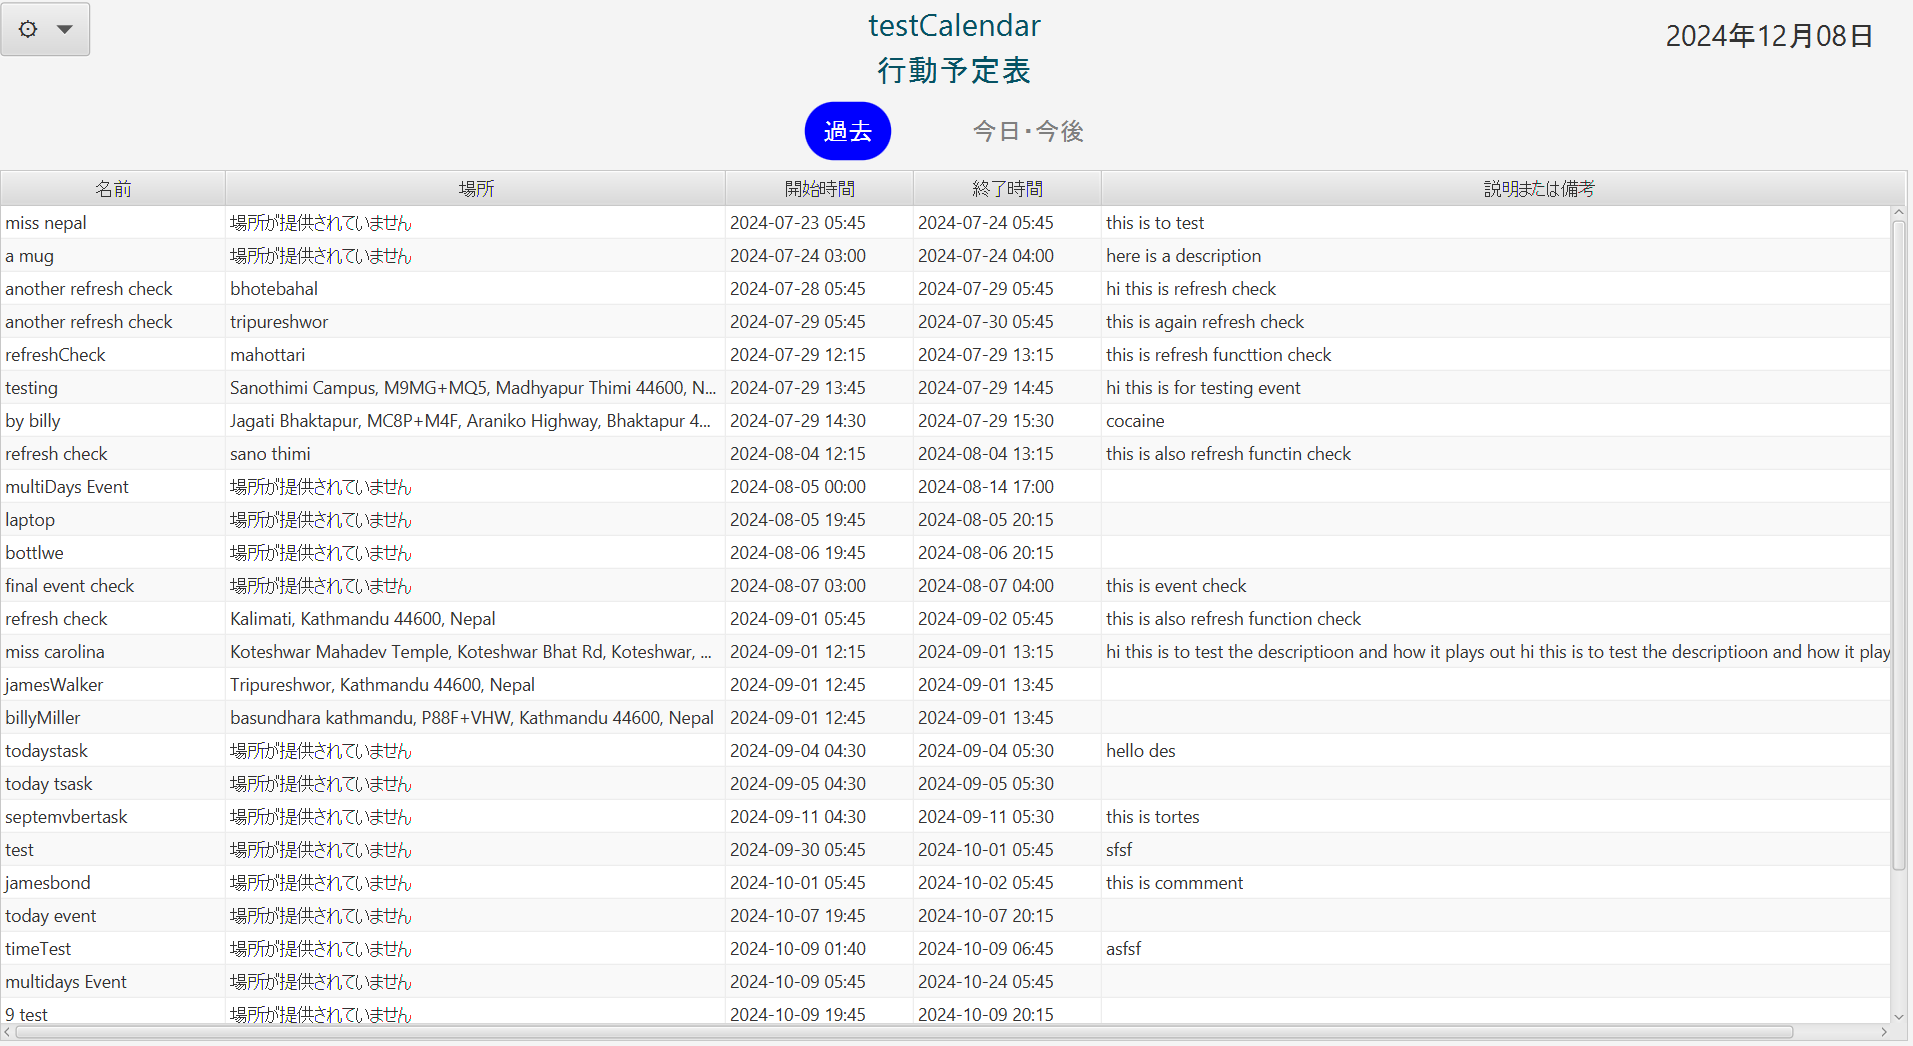 testCalendar
2024年12月08日
行動予定表
過去 今日・今後
名前 場所 開始時間 終了時間 説明または備考
miss nepal 場所が提供されていません 2024-07-23 05:45 2024-07-24 05:45 this is to test
a mug 場所が提供されていません 2024-07-24 03:00 2024-07-24 04:00 here is a description
another refresh check bhotebahal 2024-07-28 05:45 2024-07-29 05:45 hi this is refresh check
another refresh check tripureshwor 2024-07-29 05:45 2024-07-30 05:45 this is again refresh check
refreshCheck mahottari 2024-07-29 12:15 2024-07-29 13:15 this is refresh functtion check
testing Sanothimi Campus, M9MG+MQ5, Madhyapur Thimi 44600, N... 2024-07-29 13:45 2024-07-29 14:45 hi this is for testing event
by billy Jagati Bhaktapur, MC8P+M4F, Araniko Highway, Bhaktapur 4... 2024-07-29 14:30 2024-07-29 15:30 cocaine
refresh check sano thimi 2024-08-04 12:15 2024-08-04 13:15 this is also refresh functin check
multiDays Event 場所が提供されていません 2024-08-05 00:00 2024-08-14 17:00
laptop 場所が提供されていません 2024-08-05 19:45 2024-08-05 20:15
bottlwe 場所が提供されていません 2024-08-06 19:45 2024-08-06 20:15
final event check 場所が提供されていません 2024-08-07 03:00 2024-08-07 04:00 this is event check
refresh check Kalimati, Kathmandu 44600, Nepal 2024-09-01 05:45 2024-09-02 05:45 this is also refresh function check
miss carolina Koteshwar Mahadev Temple, Koteshwar Bhat Rd, Koteshwar, ... 2024-09-01 12:15 2024-09-01 13:15 hi this is to test the descriptioon and how it plays out hi this is to test the descriptioon and how it play
jamesWalker Tripureshwor, Kathmandu 44600, Nepal 2024-09-01 12:45 2024-09-01 13:45
billyMiller basundhara kathmandu, P88F+VHW, Kathmandu 44600, Nepal 2024-09-01 12:45 2024-09-01 13:45
todaystask 場所が提供されていません 2024-09-04 04:30 2024-09-04 05:30 hello des
today tsask 場所が提供されていません 2024-09-05 04:30 2024-09-05 05:30
septemvbertask 場所が提供されていません 2024-09-11 04:30 2024-09-11 05:30 this is tortes
test 場所が提供されていません 2024-09-30 05:45 2024-10-01 05:45 sfsf
jamesbond 場所が提供されていません 2024-10-01 05:45 2024-10-02 05:45 this is commment
today event 場所が提供されていません 2024-10-07 19:45 2024-10-07 20:15
timeTest 場所が提供されていません 2024-10-09 01:40 2024-10-09 06:45 asfsf
multidays Event 場所が提供されていません 2024-10-09 05:45 2024-10-24 05:45
9 test 場所が提供されていません 2024-10-09 19:45 2024-10-09 20:15